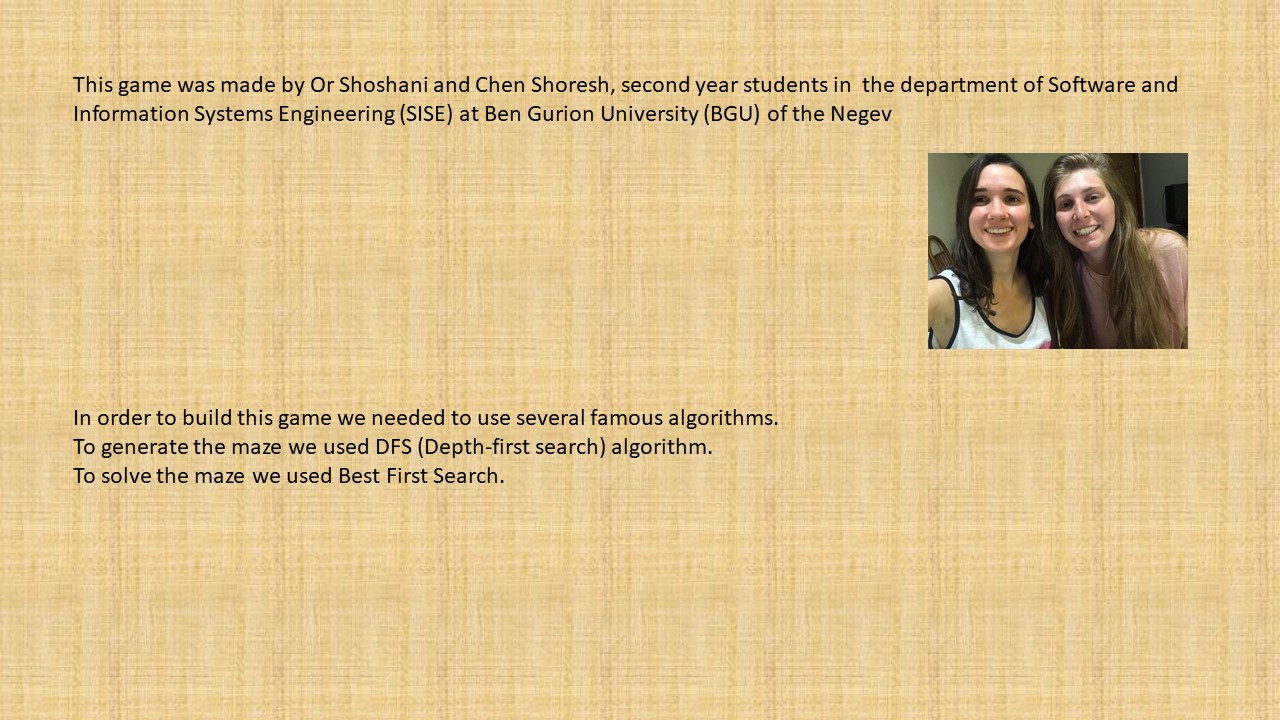 This game was made by Or Shoshani and Chen Shoresh, second year students in  the department of Software and
Information Systems Engineering (SISE) at Ben Gurion University (BGU) of the Negev
In order to build this game we needed to use several famous algorithms.
To generate the maze we used DFS (Depth-first search) algorithm.
To solve the maze we used Best First Search.